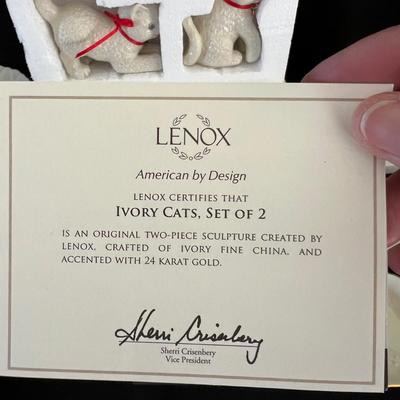 LENOX
American by Design
LENOX CERTIFIES THAT
IVORY CATS, SET OF 2
IS AN ORIGINAL TWO-PIECE SCULPTURE CREATED BY
LENOX, CRAFTED OF IVORY FINE CHINA, AND
ACCENTED WITH 24 KARAT GOLD.
Sherri Crisenbery
Sherri Crisenbery
Vice President